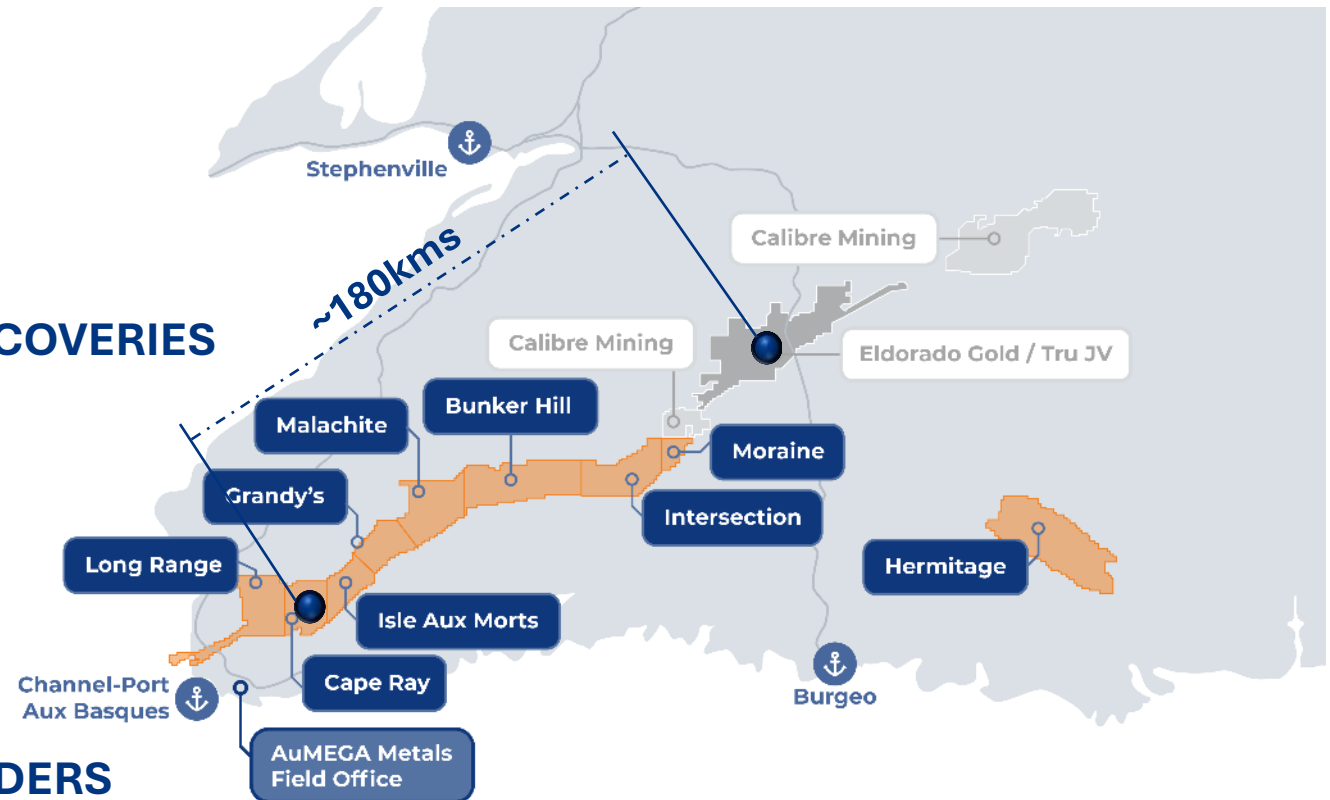 Stephenville
Calibre Mining
~180kms
COVERIES
Calibre Mining
Eldorado Gold / Tru JV
Bunker Hill
Malachite
Moraine
Grandy's
Intersection
Long Range
Hermitage
Isle Aux Morts
Cape Ray
Channel-Port
Aux Basques
Burgeo
AuMEGA Metals
Field Office
DERS